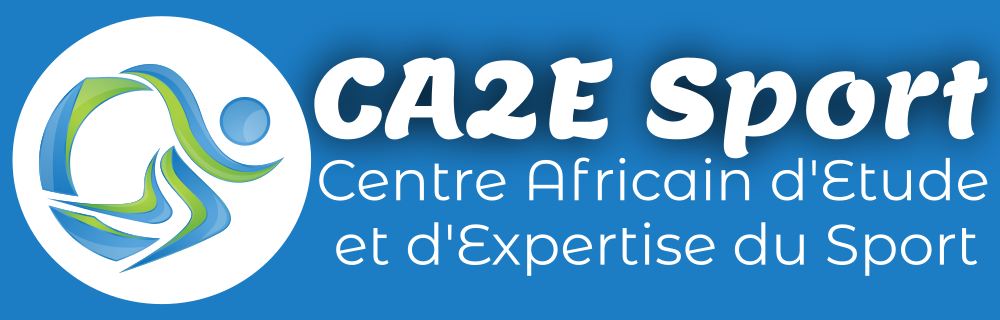 CA2E Sport
Centre Africain d'Etude
et d'Expertise du Sport